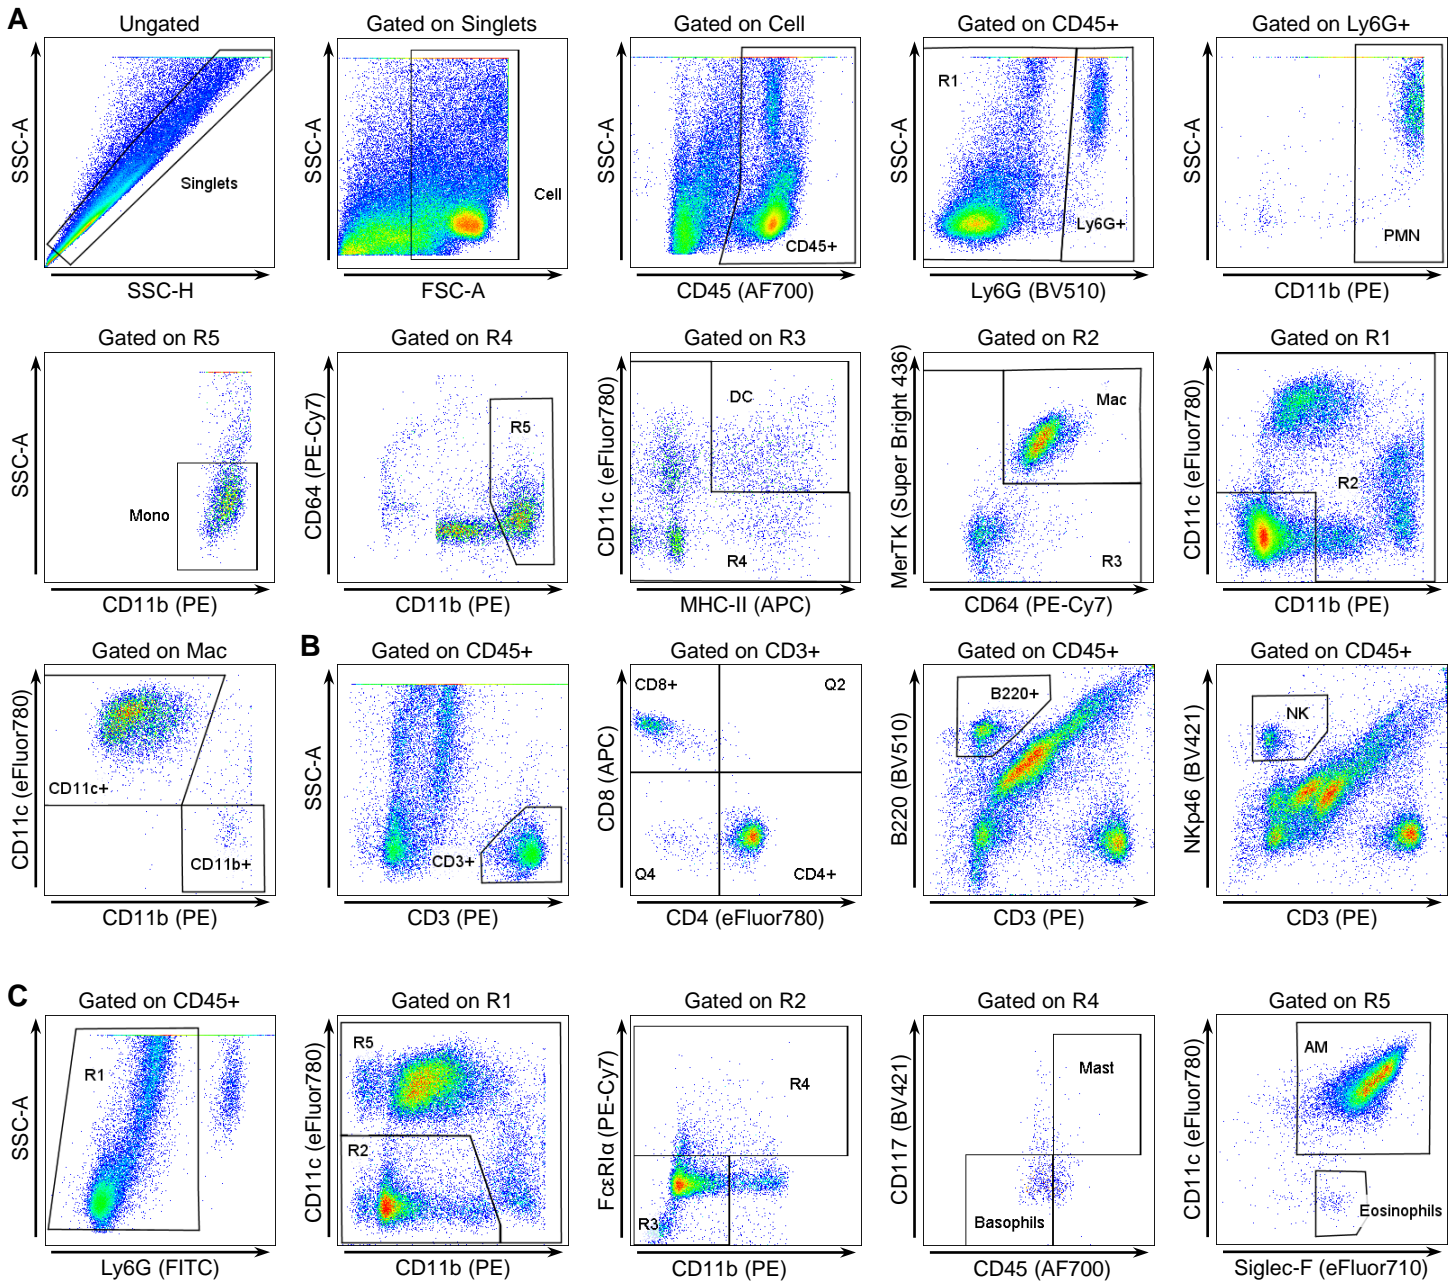 A
Ungated
SSC-A
Singlets
SSC-H
Gated on Singlets
SSC-A
Cell
FSC-A
Gated on Cell
SSC-A
CD45+
CD45 (AF700)
Gated on CD45+
SSC-A
R1
Ly6G+
Ly6G (BV510)
Gated on Ly6G+
SSC-A
PMN
CD11b (PE)
Gated on R5
SSC-A
Mono
CD11b (PE)
Gated on R4
CD64 (PE-Cy7)
R5
CD11b (PE)
Gated on R3
CD11c (eFluor780)
DC
R4
MHC-II (APC)
Gated on R2
MerTK (Super Bright 436)
Mac
R3
CD64 (PE-Cy7)
Gated on R1
CD11c (eFluor780)
R2
CD11b (PE)
Gated on Mac
CD11c (eFluor780)
CD11c+
CD11b+
CD11b (PE)
B
Gated on CD45+
SSC-A
CD3+
CD3 (PE)
Gated on CD3+
CD8 (APC)
CD8+
Q2
Q4
CD4+
CD4 (eFluor780)
Gated on CD45+
B220 (BV510)
B220+
CD3 (PE)
Gated on CD45+
NKp46 (BV421)
NK
CD3 (PE)
C
Gated on CD45+
SSC-A
R1
Ly6G (FITC)
Gated on R1
CD11c (eFluor780)
R5
R2
CD11b (PE)
Gated on R2
FcεRIα (PE-Cy7)
R4
R3
CD11b (PE)
Gated on R4
CD117 (BV421)
Mast
Basophils
CD45 (AF700)
Gated on R5
CD11c (eFluor780)
AM
Eosinophils
Siglec-F (eFluor710)